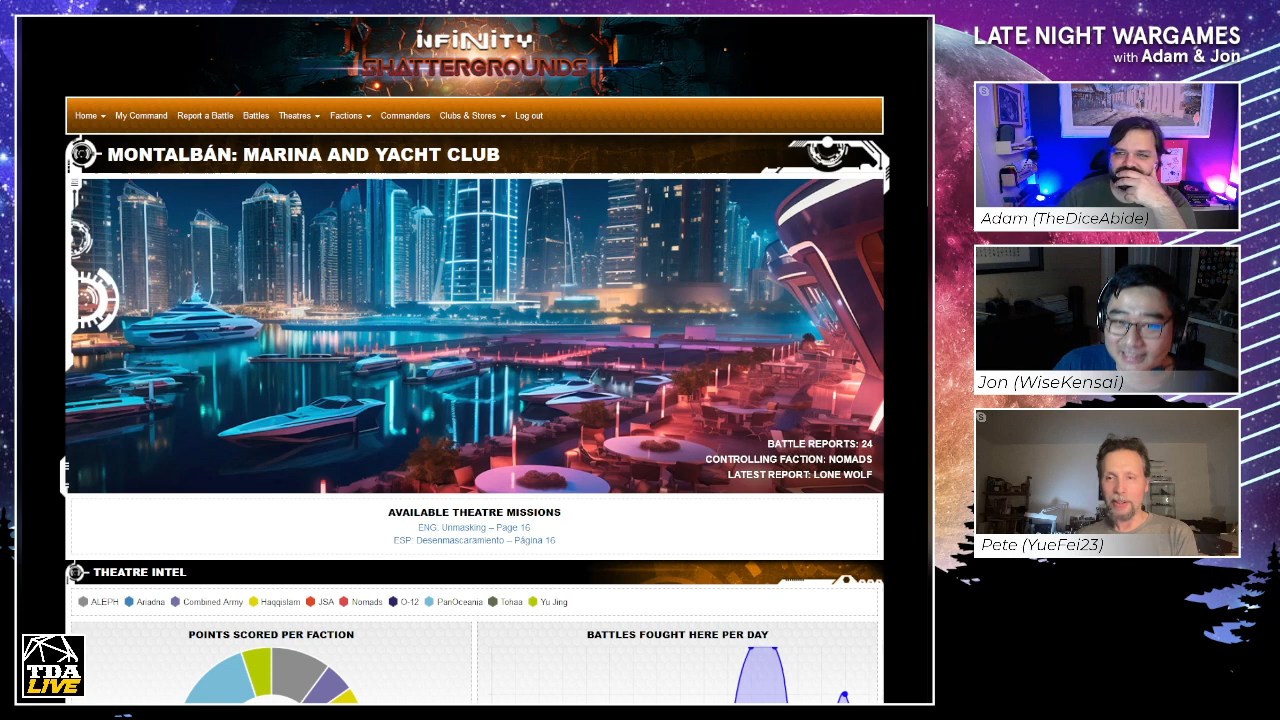 INFINITY
SHATTERGROUNDS
Home My Command Report a Battle Battles Theatres Factions Commanders Clubs & Stores Log out
MONTALBÁN: MARINA AND YACHT CLUB
BATTLE REPORTS: 24
CONTROLLING FACTION: NOMADS
LATEST REPORT: LONE WOLF
AVAILABLE THEATRE MISSIONS
ENG: Unmasking – Page 16
ESP: Desenmascaramiento – Página 16
THEATRE INTEL
ALEPH Ariadna Combined Army Haqqislam JSA Nomads O-12 PanOceania Tohaa Yu Jing
POINTS SCORED PER FACTION
BATTLES FOUGHT HERE PER DAY
TDA
LIVE
LATE NIGHT WARGAMES
with Adam & Jon
Adam (TheDiceAbide)
Jon (WiseKensai)
Pete (YueFei23)